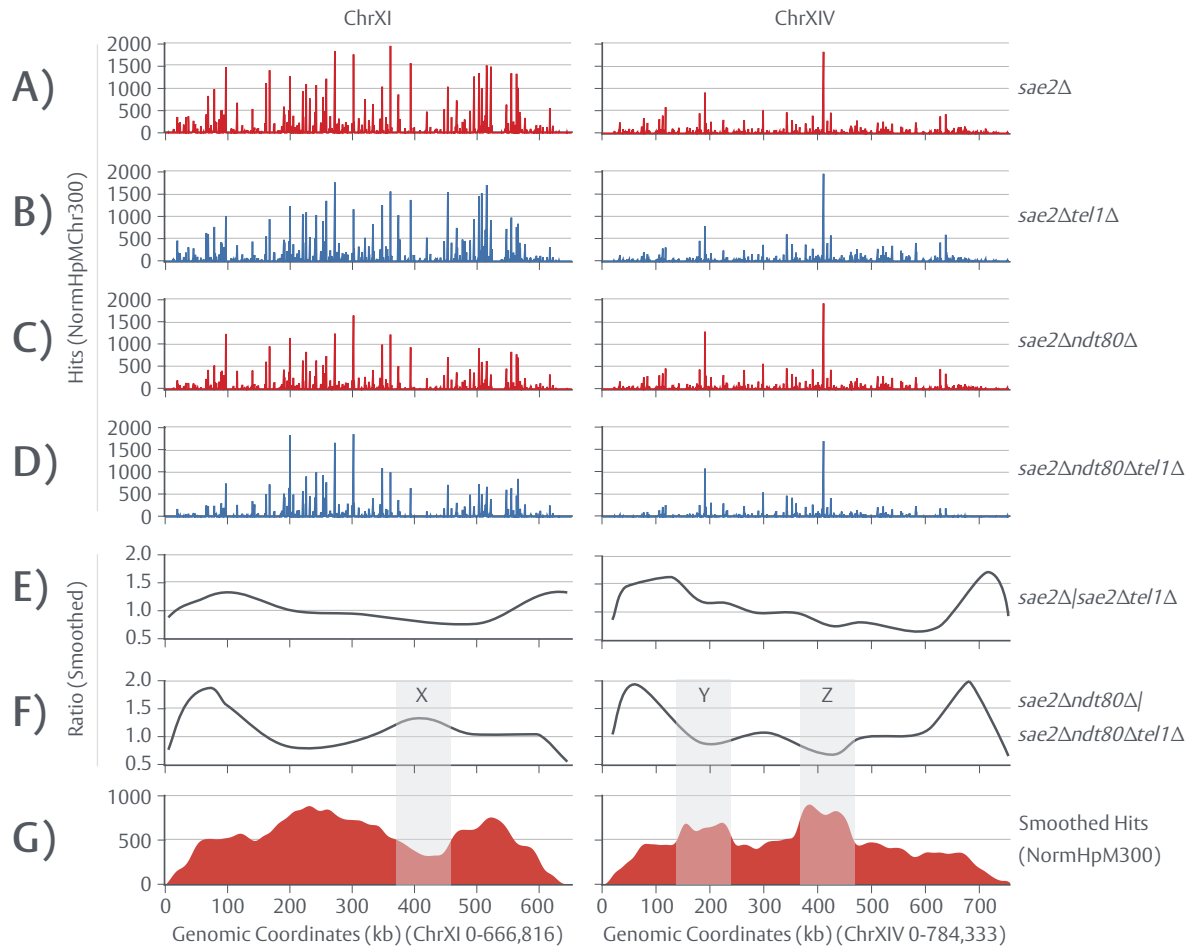 ChrXI ChrXIV
A)
2000
1500
1000
500
0
sae2Δ
B)
2000
1500
1000
500
0
sae2Δtel1Δ
C)
2000
1500
1000
500
0
sae2Δndt80Δ
D)
2000
1500
1000
500
0
sae2Δndt80Δtel1Δ
Hits (NormHpMChr300)
E)
2.0
1.5
1.0
0.5
sae2Δ/sae2Δtel1Δ
F)
2.0
1.5
1.0
0.5
X
Y
Z
sae2Δndt80Δ/
sae2Δndt80Δtel1Δ
Ratio (Smoothed)
G)
1000
500
0
Smoothed Hits
(NormHpM300)
0 100 200 300 400 500 600
0 100 200 300 400 500 600 700
Genomic Coordinates (kb) (ChrXI 0-666,816)
Genomic Coordinates (kb) (ChrXIV 0-784,333)